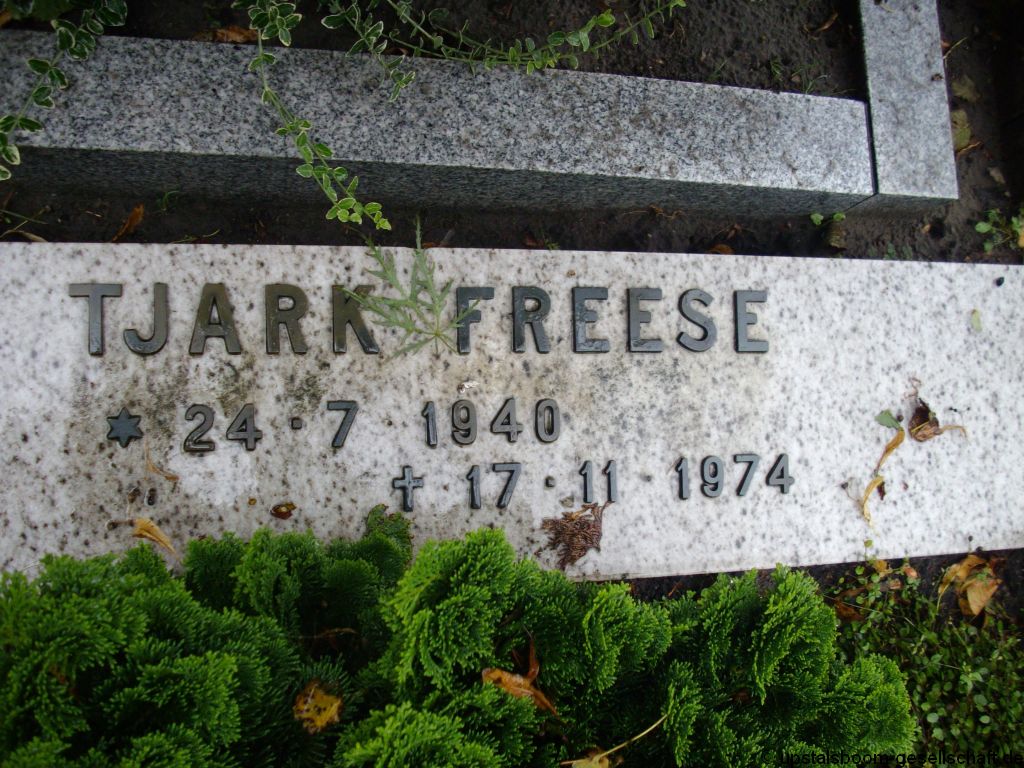 TJARK FREESE
* 24·7 1940
† 17·11·1974
© upstalsboom-gesellschaft.de